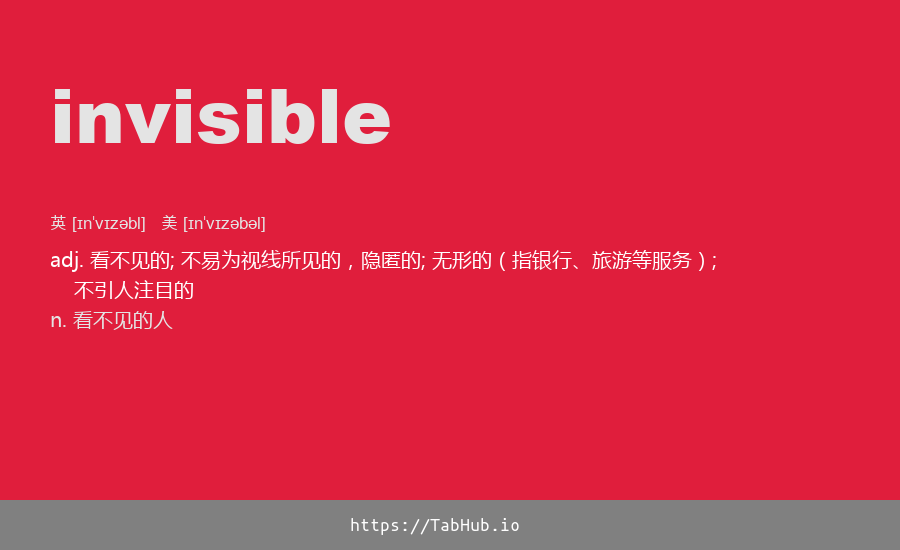 invisible
英 [ɪnˈvɪzəbl] 美 [ɪnˈvɪzəbəl]
adj. 看不见的; 不易为视线所见的，隐匿的; 无形的（指银行、旅游等服务）;
不引人注目的
n. 看不见的人
https://TabHub.io